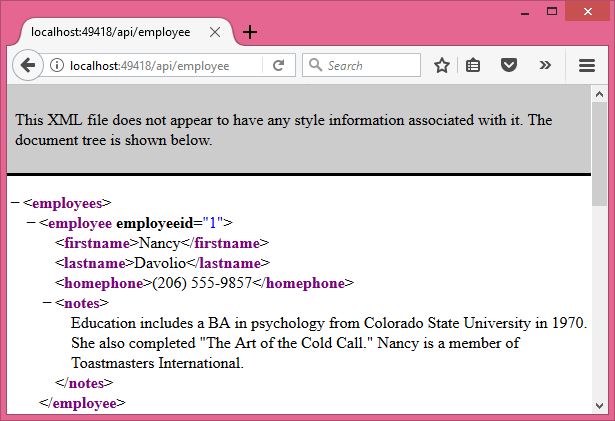 localhost:49418/api/employee
localhost:49418/api/employee
Search
This XML file does not appear to have any style information associated with it. The
document tree is shown below.
−<employees>
−<employee employeeid="1">
<firstname>Nancy</firstname>
<lastname>Davolio</lastname>
<homephone>(206) 555-9857</homephone>
−<notes>
Education includes a BA in psychology from Colorado State University in 1970.
She also completed "The Art of the Cold Call." Nancy is a member of
Toastmasters International.
</notes>
</employee>